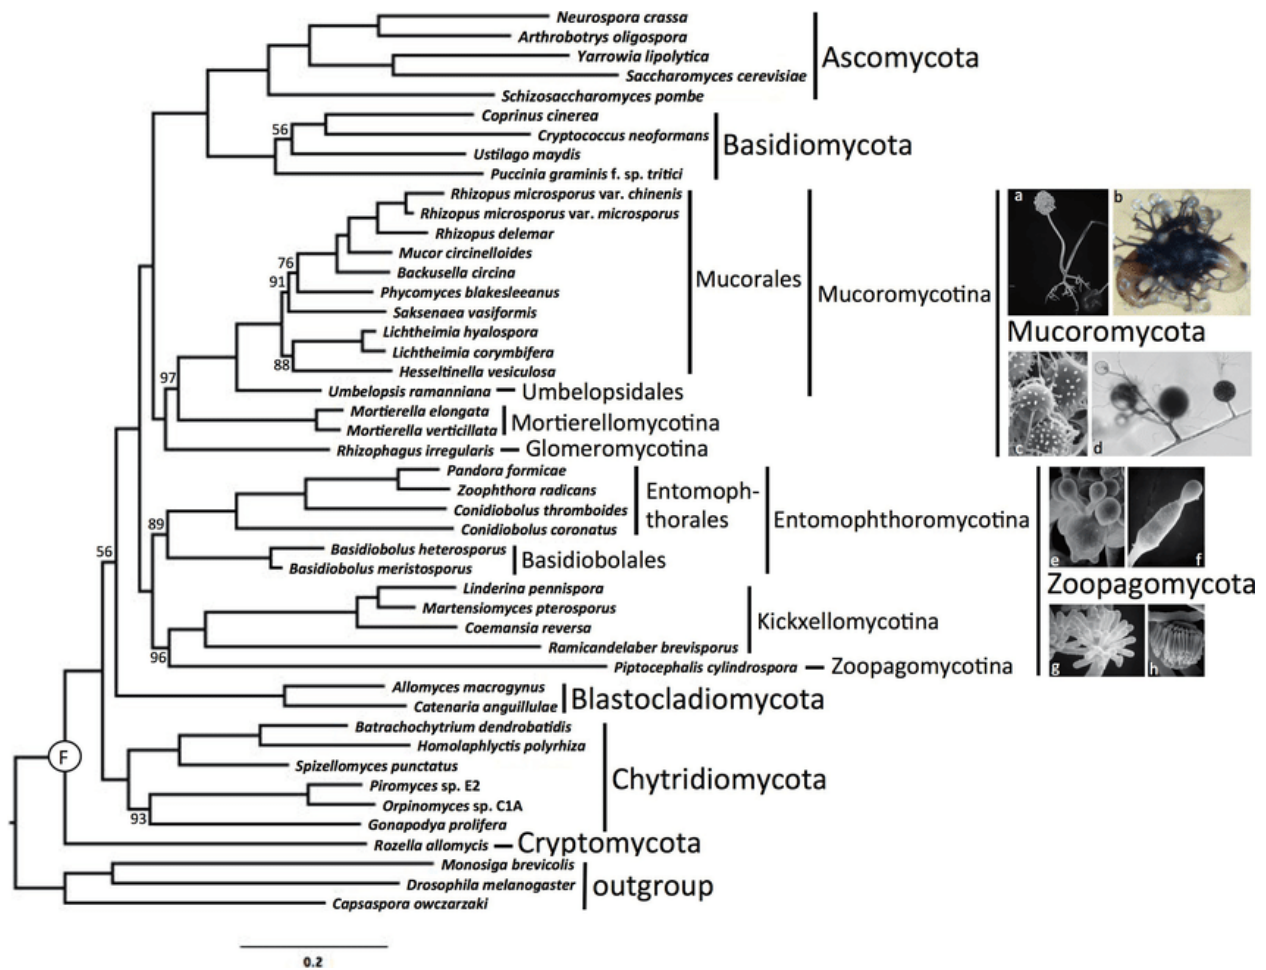 Neurospora crassa
Arthrobotrys oligospora
Yarrowia lipolytica
Saccharomyces cerevisiae
Schizosaccharomyces pombe
Ascomycota
56
Coprinus cinerea
Cryptococcus neoformans
Ustilago maydis
Puccinia graminis f. sp. tritici
Basidiomycota
Rhizopus microsporus var. chinenis
Rhizopus microsporus var. microsporus
Rhizopus delemar
Mucor circinelloides
76
Backusella circina
91
Phycomyces blakesleeanus
Saksenaea vasiformis
Lichtheimia hyalospora
Lichtheimia corymbifera
88
Hesseltinella vesiculosa
Mucorales
Mucoromycotina
97
Umbelopsis ramanniana
Umbelopsidales
Mortierella elongata
Mortierella verticillata
Mortierellomycotina
Rhizophagus irregularis
Glomeromycotina
a
b
Mucoromycota
c
d
Pandora formicae
Zoophthora radicans
Conidiobolus thromboides
Conidiobolus coronatus
Entomoph-
thorales
89
Basidiobolus heterosporus
Basidiobolus meristosporus
Basidiobolales
Entomophthoromycotina
56
Linderina pennispora
Martensiomyces pterosporus
Coemansia reversa
Ramicandelaber brevisporus
Kickxellomycotina
96
Piptocephalis cylindrospora
Zoopagomycotina
e
f
Zoopagomycota
g
h
Allomyces macrogynus
Catenaria anguillulae
Blastocladiomycota
F
Batrachochytrium dendrobatidis
Homolaphlyctis polyrhiza
Spizellomyces punctatus
Piromyces sp. E2
Orpinomyces sp. C1A
93
Gonapodya prolifera
Chytridiomycota
Rozella allomycis
Cryptomycota
Monosiga brevicolis
Drosophila melanogaster
Capsaspora owczarzaki
outgroup
0.2